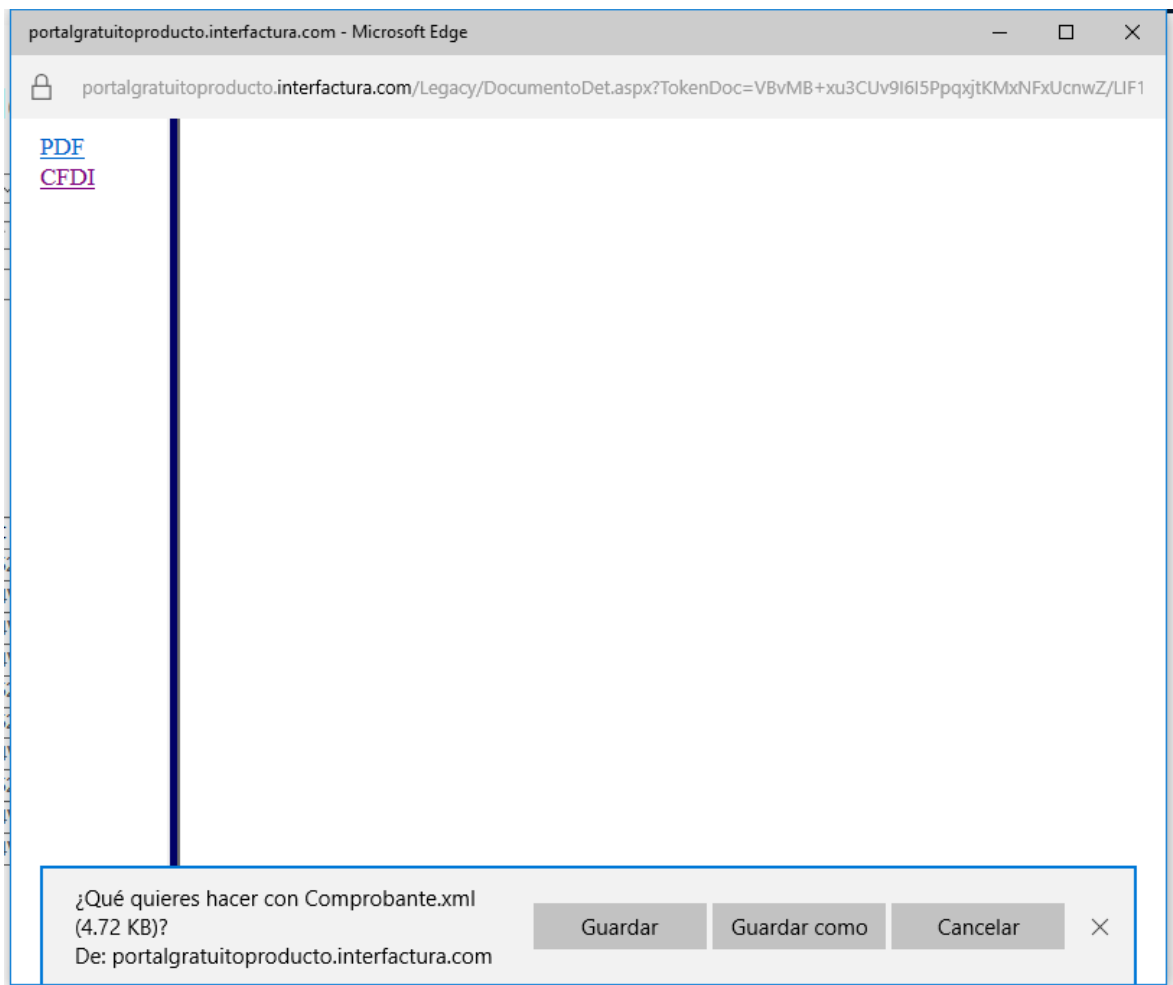 portalgratuitoproducto.interfactura.com - Microsoft Edge
portalgratuitoproducto.interfactura.com/Legacy/DocumentoDet.aspx?TokenDoc=VBvMB+xu3CUv9I6I5PpqxjtKMxNFxUcnwZ/LIF1
PDF
CFDI
¿Qué quieres hacer con Comprobante.xml
(4.72 KB)?
De: portalgratuitoproducto.interfactura.com
Guardar
Guardar como
Cancelar